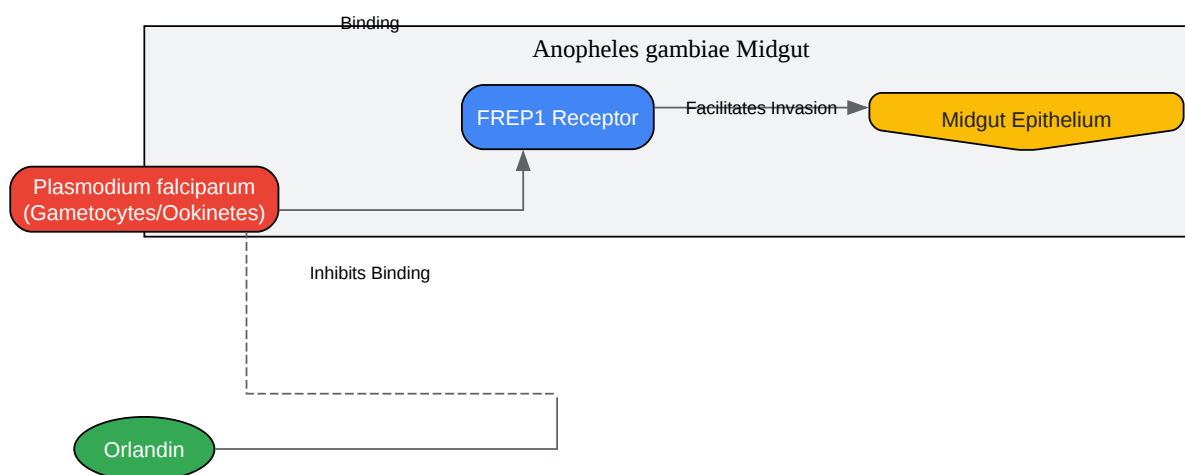 Binding
Anopheles gambiae Midgut
FREP1 Receptor
Facilitates Invasion
Midgut Epithelium
Plasmodium falciparum
(Gametocytes/Ookinetes)
Inhibits Binding
Orlandin